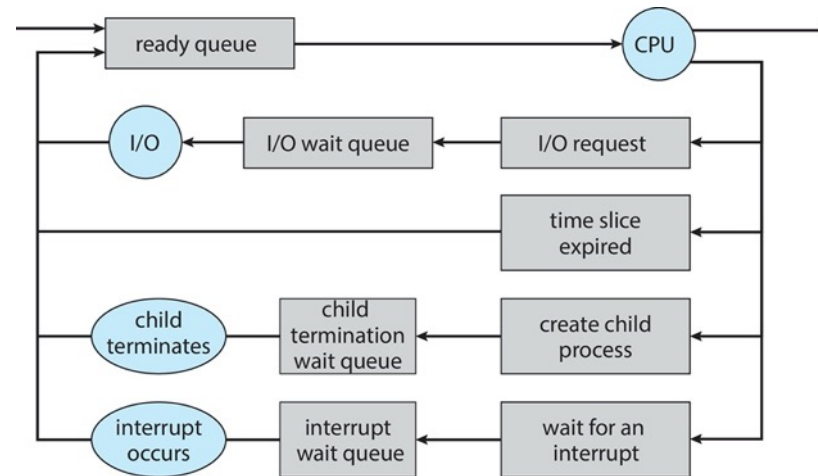 ready queue
CPU
I/O
I/O wait queue
I/O request
time slice
expired
child
terminates
child
termination
wait queue
create child
process
interrupt
occurs
interrupt
wait queue
wait for an
interrupt